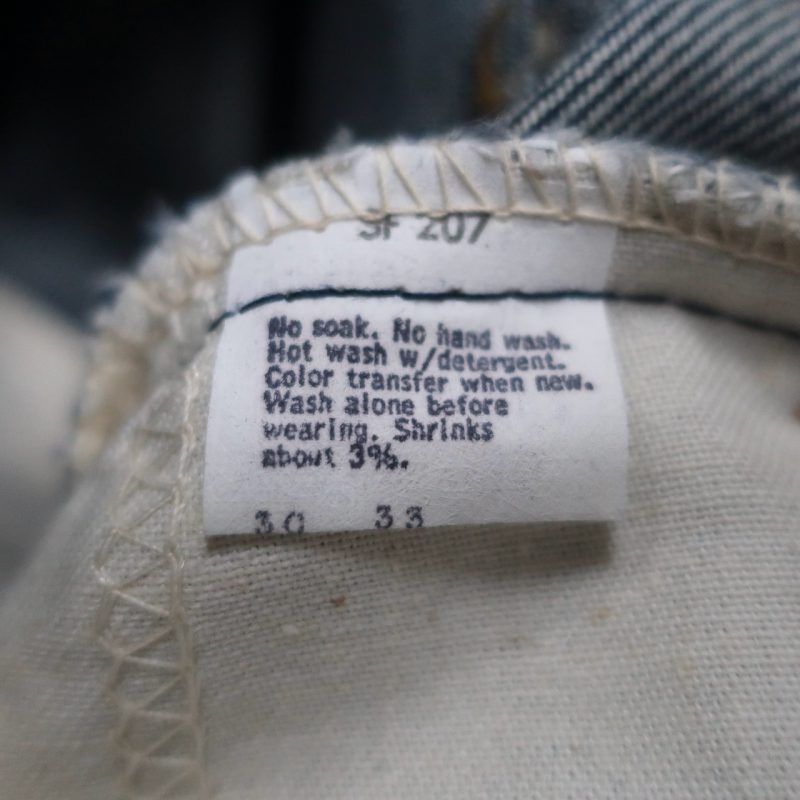 SF 207
No soak. No hand wash.
Hot wash w/detergent.
Color transfer when new.
Wash alone before
wearing. Shrinks
about 3%.
30 33